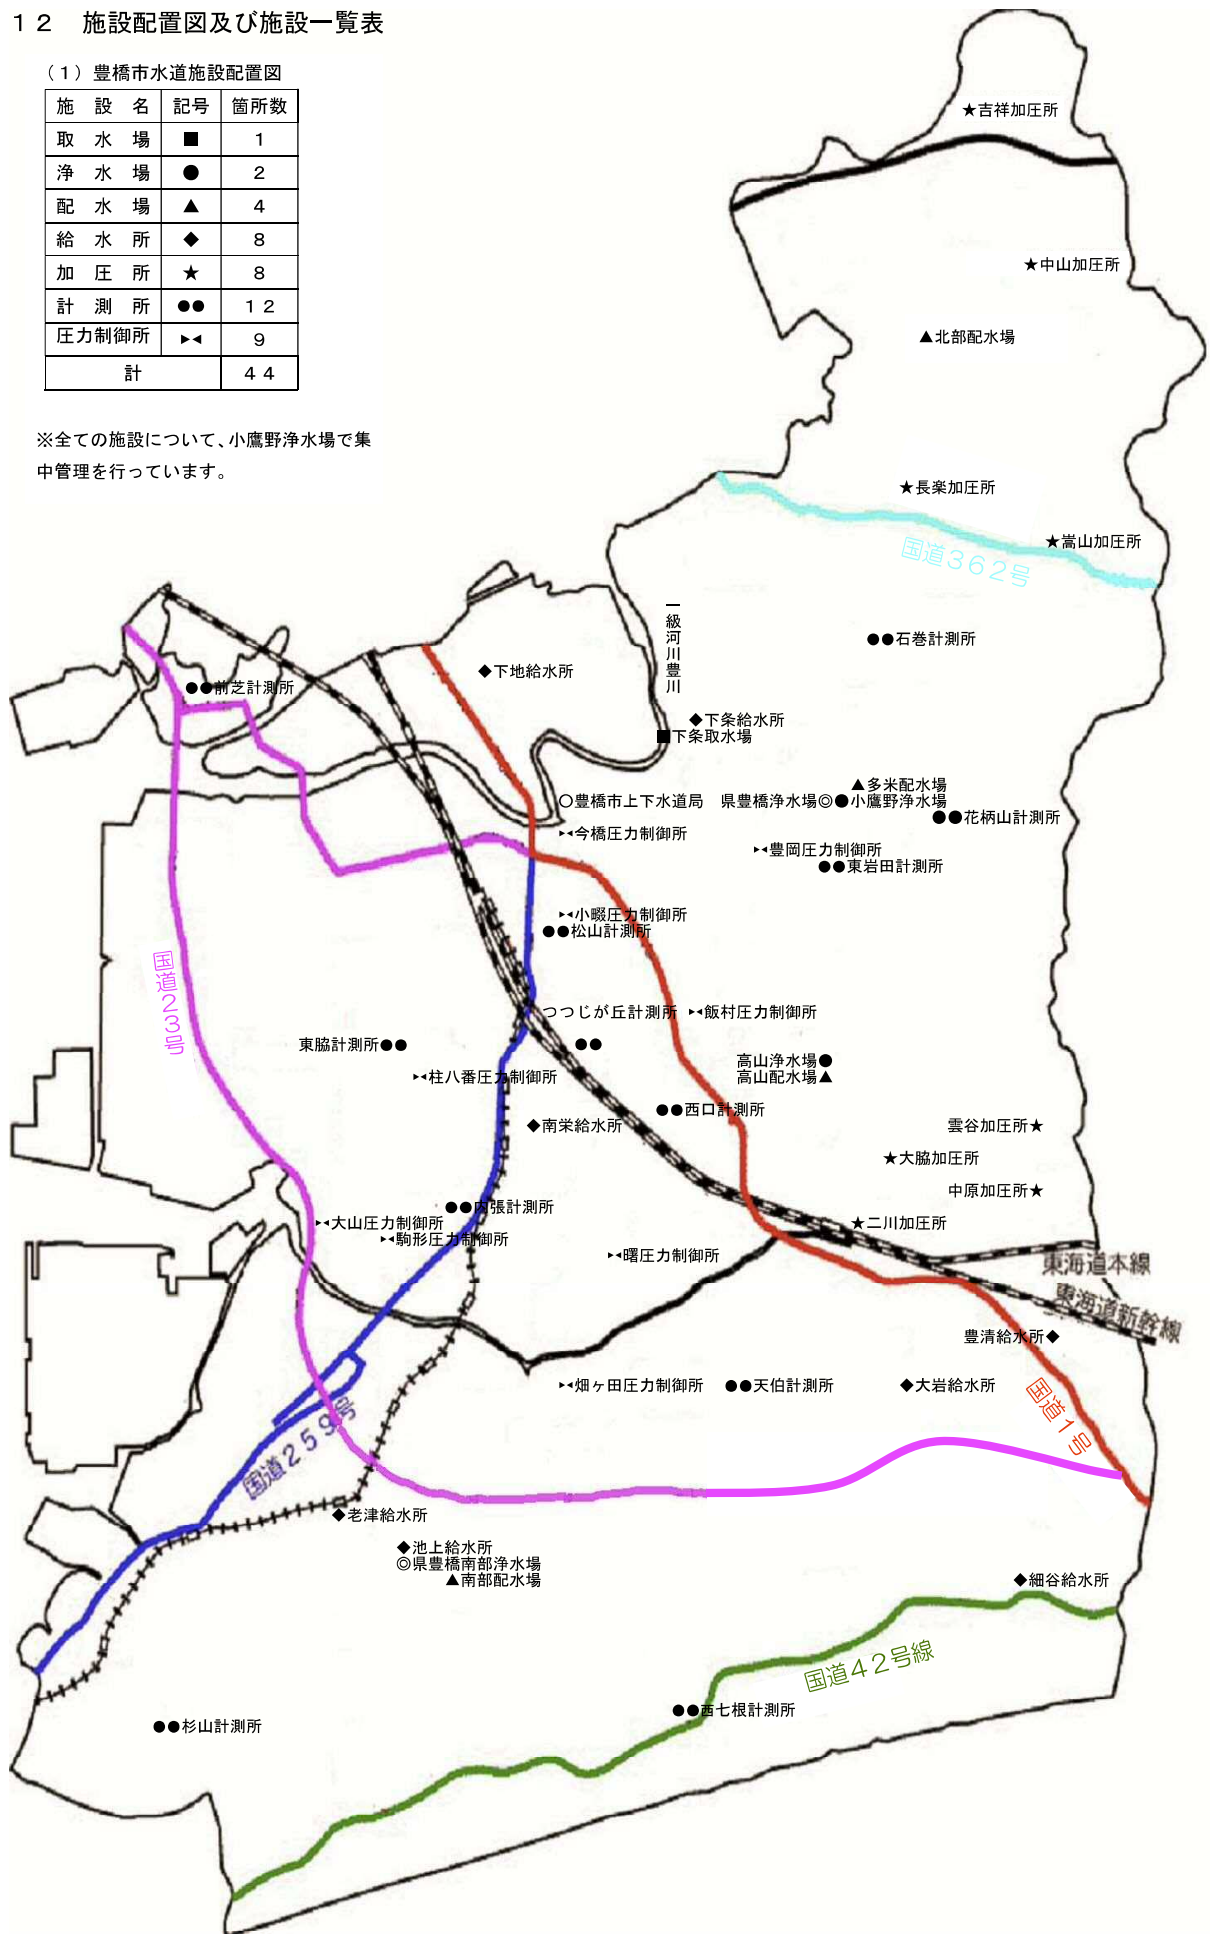 １２　施設配置図及び施設一覧表
（１）豊橋市水道施設配置図
施　設　名　記号　箇所数
取　水　場　■　１
浄　水　場　●　２
配　水　場　▲　４
給　水　所　◆　８
加　圧　所　★　８
計　測　所　●●　１２
圧力制御所　▶◀　９
計　４４
※全ての施設について、小鷹野浄水場で集
中管理を行っています。
★吉祥加圧所
★中山加圧所
▲北部配水場
★長楽加圧所
★嵩山加圧所
国道３６２号
一級河川豊川
●●石巻計測所
◆下地給水所
●●前芝計測所
◆下条給水所
■下条取水場
▲多米配水場
○豊橋市上下水道局
県豊橋浄水場◎●小鷹野浄水場
●●花柄山計測所
▶◀今橋圧力制御所
▶◀豊岡圧力制御所
●●東岩田計測所
▶◀小畷圧力制御所
●●松山計測所
国道２３号
つつじが丘計測所
●●
▶◀飯村圧力制御所
東脇計測所●●
高山浄水場●
高山配水場▲
▶◀柱八番圧力制御所
●●西口計測所
◆南栄給水所
雲谷加圧所★
★大脇加圧所
中原加圧所★
●●内張計測所
▶◀大山圧力制御所
★二川加圧所
▶◀駒形圧力制御所
▶◀曙圧力制御所
東海道本線
東海道新幹線
豊清給水所◆
▶◀畑ヶ田圧力制御所
●●天伯計測所
◆大岩給水所
国道１号
国道２５９号
◆老津給水所
◆池上給水所
◎県豊橋南部浄水場
▲南部配水場
◆細谷給水所
国道４２号線
●●西七根計測所
●●杉山計測所